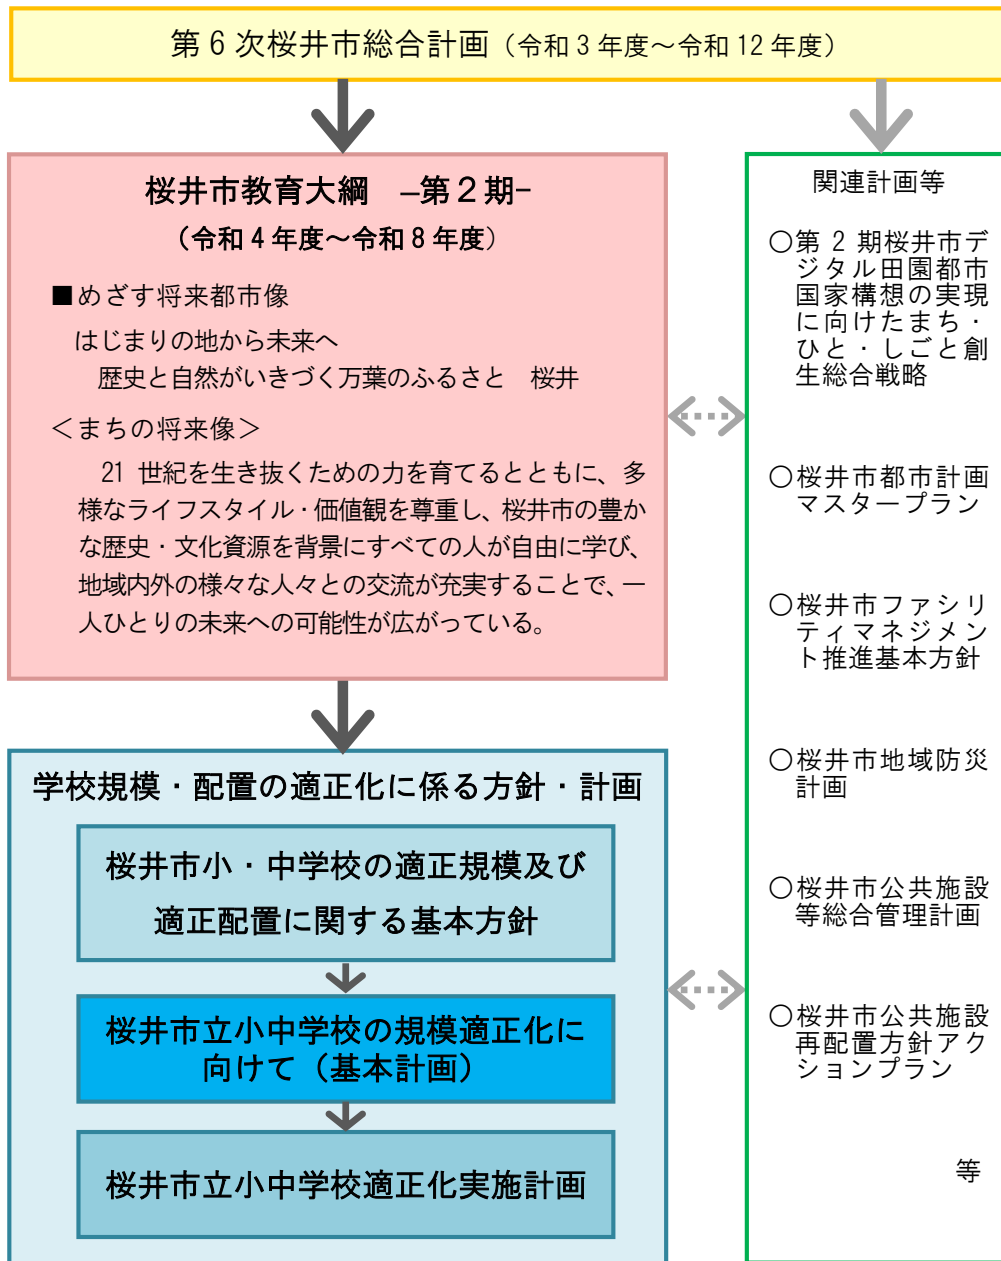 第6次桜井市総合計画（令和3年度～令和12年度）
桜井市教育大綱　–第２期−
（令和4年度～令和8年度）
■めざす将来都市像
はじまりの地から未来へ
歴史と自然がいきづく万葉のふるさと　桜井
＜まちの将来像＞
21 世紀を生き抜くための力を育てるとともに、多
様なライフスタイル・価値観を尊重し、桜井市の豊か
な歴史・文化資源を背景にすべての人が自由に学び、
地域内外の様々な人々との交流が充実することで、一
人ひとりの未来への可能性が広がっている。
学校規模・配置の適正化に係る方針・計画
桜井市小・中学校の適正規模及び
適正配置に関する基本方針
桜井市立小中学校の規模適正化に
向けて（基本計画）
桜井市立小中学校適正化実施計画
関連計画等
○第 2 期桜井市デ
ジタル田園都市
国家構想の実現
に向けたまち・
ひと・しごと創
生総合戦略
○桜井市都市計画
マスタープラン
○桜井市ファシリ
ティマネジメン
ト推進基本方針
○桜井市地域防災
計画
○桜井市公共施設
等総合管理計画
○桜井市公共施設
再配置方針アク
ションプラン
等